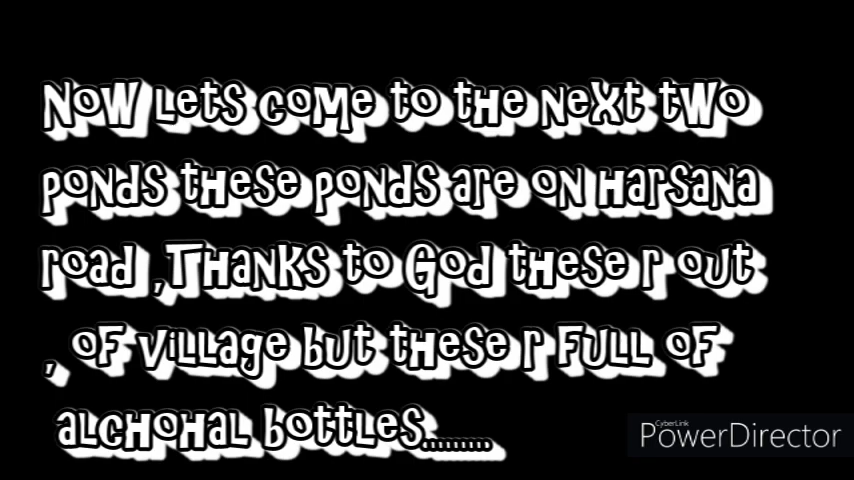 Now lets come to the next two
ponds these ponds are on Harsana
road ,Thanks to God these r out
, of village but these r full of
alchohal bottles.........
CyberLink
PowerDirector